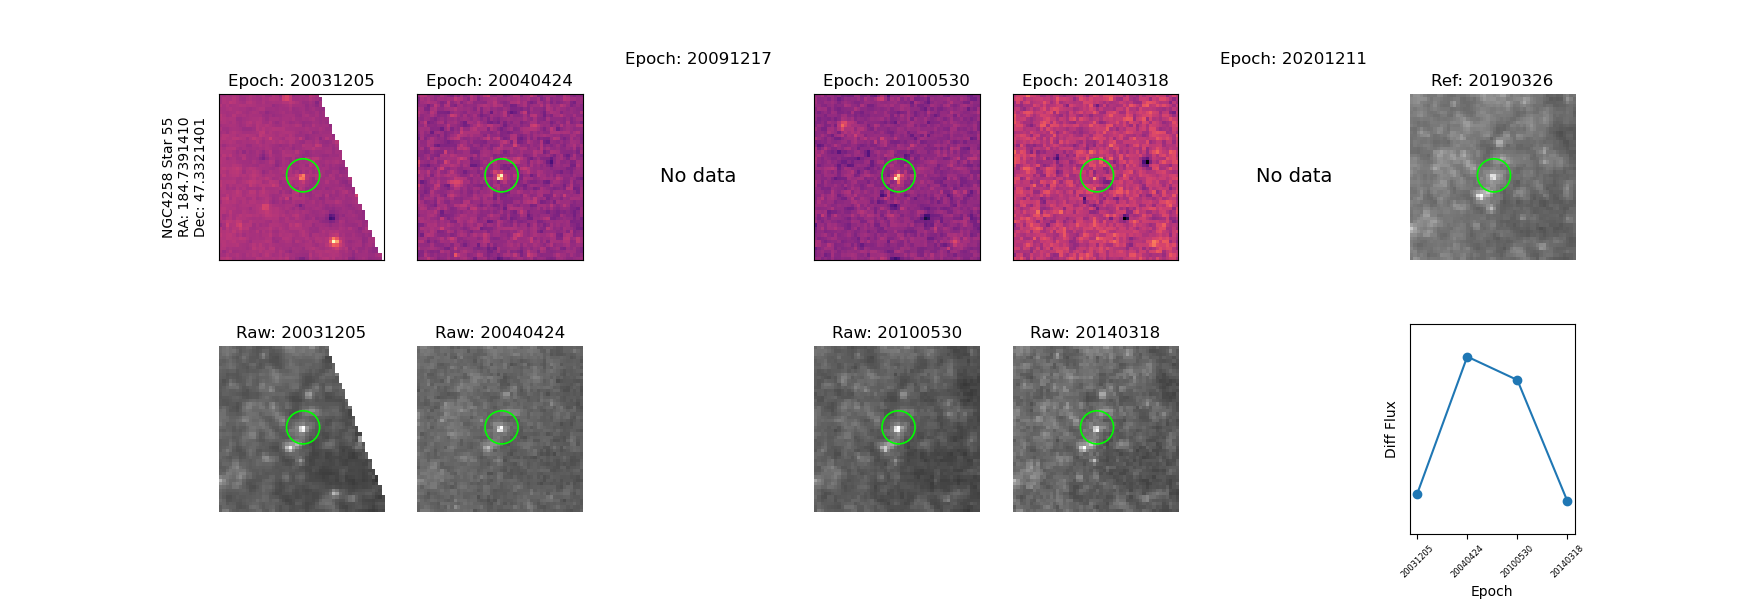 Epoch: 20091217
Epoch: 20201211
Epoch: 20031205
Epoch: 20040424
Epoch: 20100530
Epoch: 20140318
Ref: 20190326
NGC4258 Star 55
RA: 184.7391410
Dec: 47.3321401
No data
No data
Raw: 20031205
Raw: 20040424
Raw: 20100530
Raw: 20140318
Diff Flux
20031205
20040424
20100530
20140318
Epoch